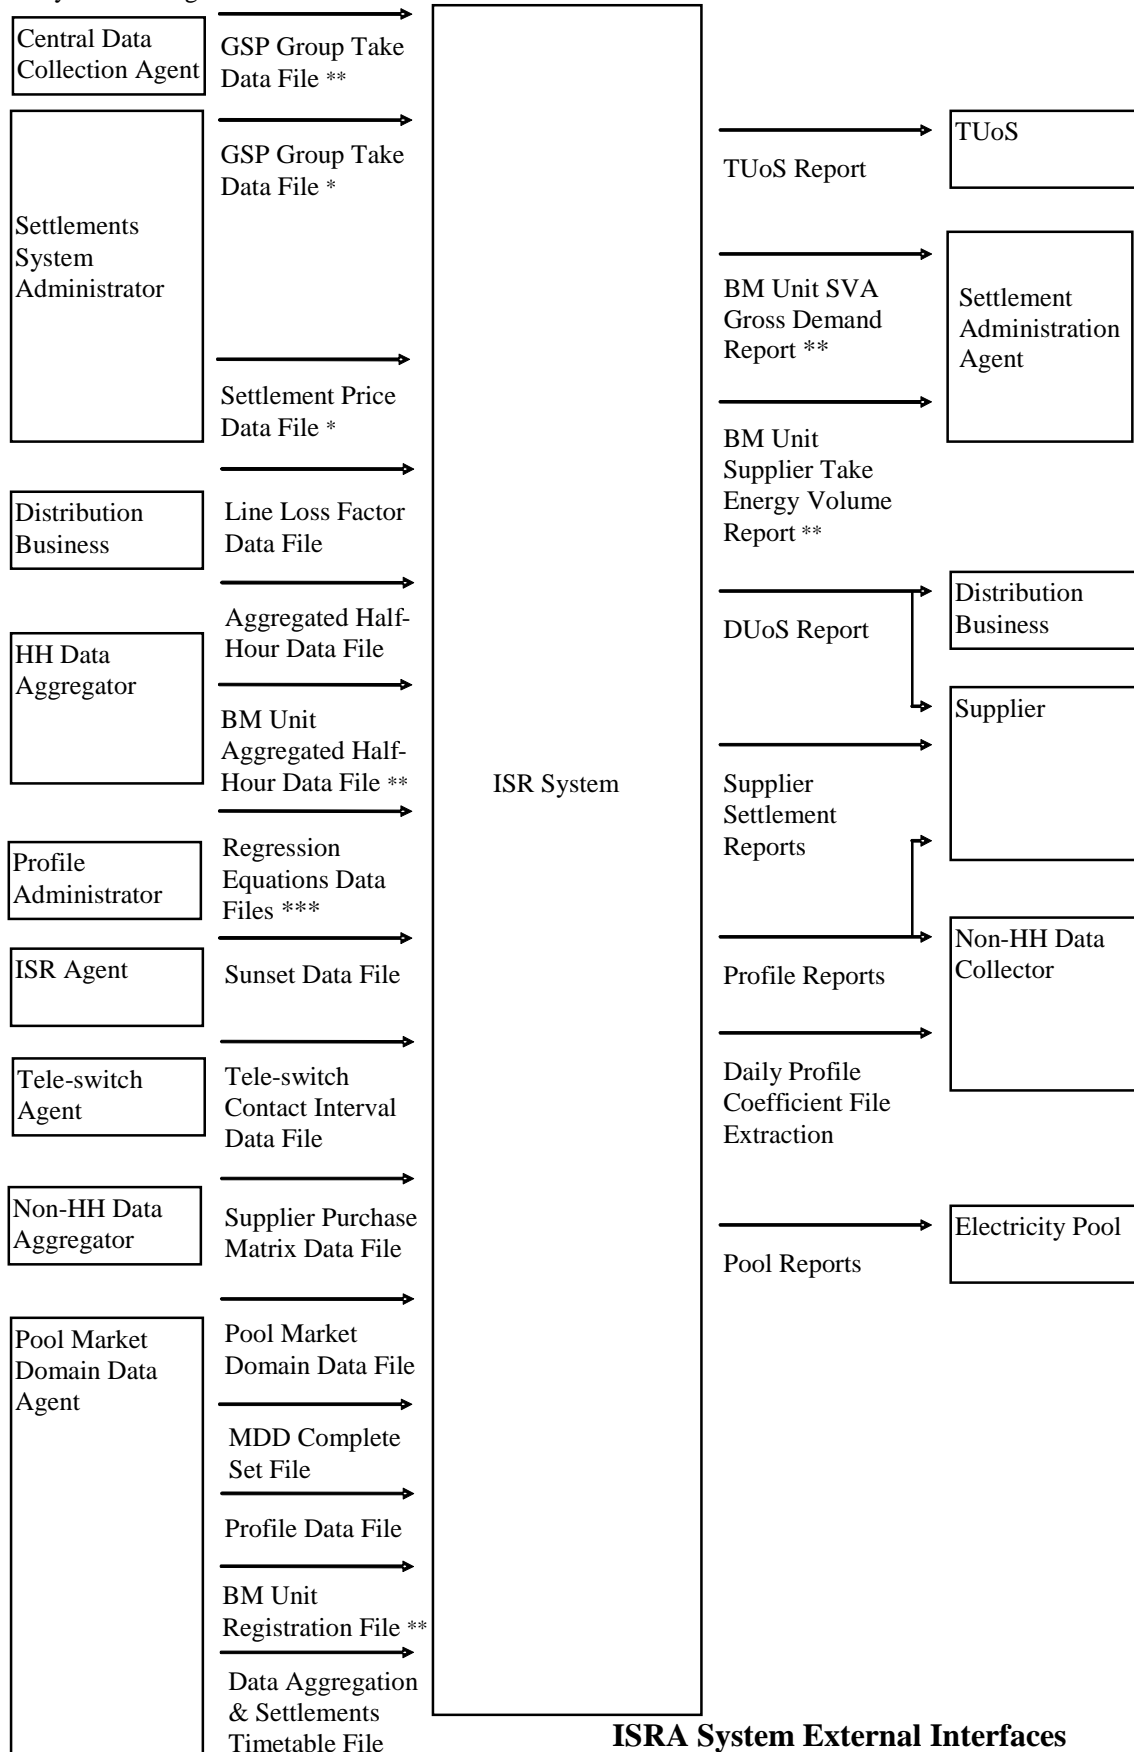 Central Data
Collection Agent
GSP Group Take
Data File **
Settlements
System
Administrator
GSP Group Take
Data File *
Settlement Price
Data File *
Distribution
Business
Line Loss Factor
Data File
HH Data
Aggregator
Aggregated Half-
Hour Data File
BM Unit
Aggregated Half-
Hour Data File **
Profile
Administrator
Regression
Equations Data
Files ***
ISR Agent
Sunset Data File
Tele-switch
Agent
Tele-switch
Contact Interval
Data File
Non-HH Data
Aggregator
Supplier Purchase
Matrix Data File
Pool Market
Domain Data
Agent
Pool Market
Domain Data File
MDD Complete
Set File
Profile Data File
BM Unit
Registration File **
Data Aggregation
& Settlements
Timetable File
ISR System
TUoS Report
TUoS
BM Unit SVA
Gross Demand
Report **
Settlement
Administration
Agent
BM Unit
Supplier Take
Energy Volume
Report **
DUoS Report
Distribution
Business
Supplier
Supplier
Settlement
Reports
Profile Reports
Non-HH Data
Collector
Daily Profile
Coefficient File
Extraction
Pool Reports
Electricity Pool
ISRA System External Interfaces